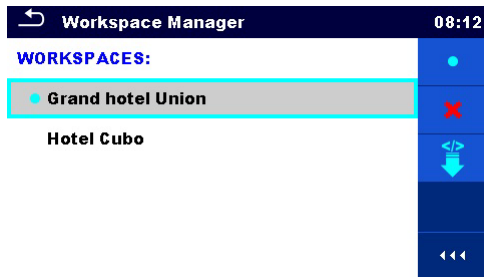 Workspace Manager 08:12
WORKSPACES:
Grand hotel Union
Hotel Cubo
</>